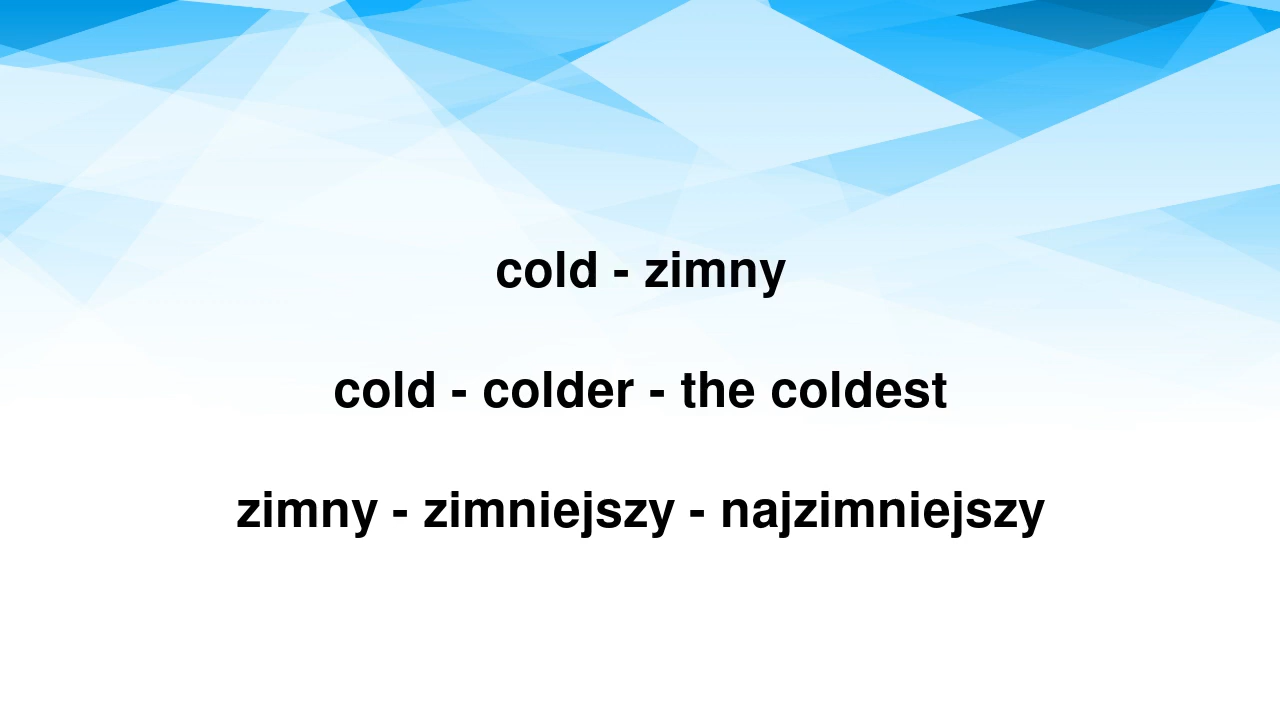 cold - zimny
cold - colder - the coldest
zimny - zimniejszy - najzimniejszy